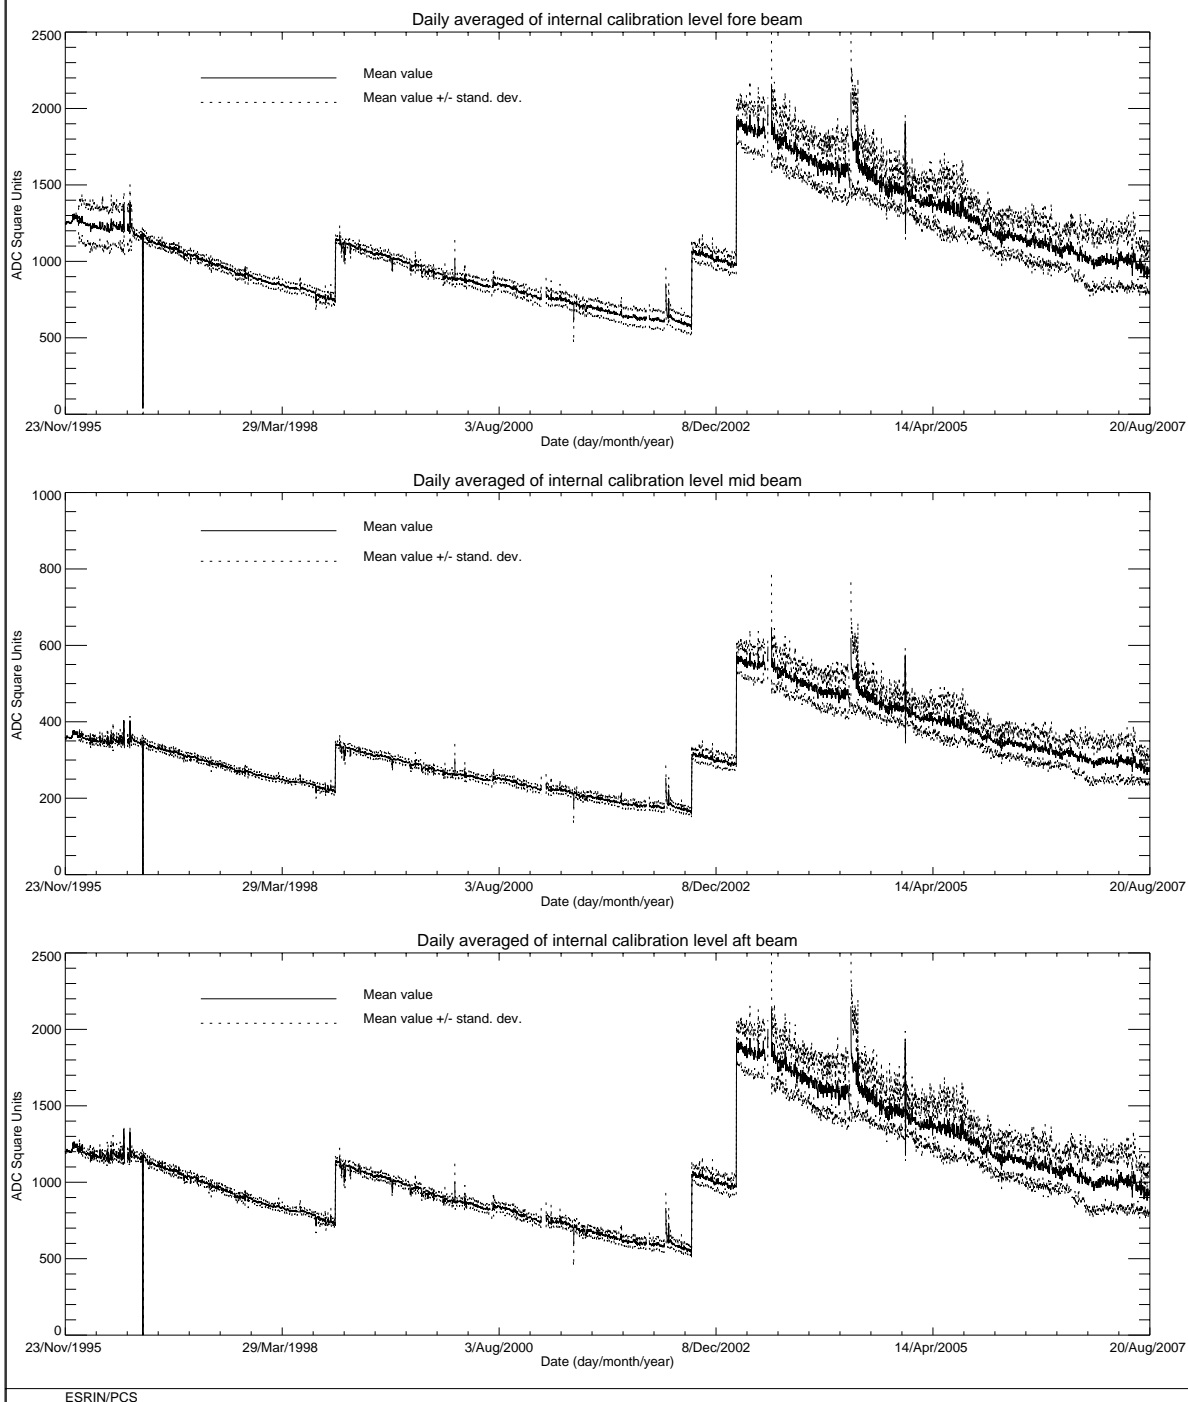 Daily averaged of internal calibration level fore beam
2500
2000
1500
1000
500
0
ADC Square Units
Mean value
Mean value +/- stand. dev.
23/Nov/1995
29/Mar/1998
3/Aug/2000
8/Dec/2002
14/Apr/2005
20/Aug/2007
Date (day/month/year)
Daily averaged of internal calibration level mid beam
1000
800
600
400
200
0
ADC Square Units
Mean value
Mean value +/- stand. dev.
23/Nov/1995
29/Mar/1998
3/Aug/2000
8/Dec/2002
14/Apr/2005
20/Aug/2007
Date (day/month/year)
Daily averaged of internal calibration level aft beam
2500
2000
1500
1000
500
0
ADC Square Units
Mean value
Mean value +/- stand. dev.
23/Nov/1995
29/Mar/1998
3/Aug/2000
8/Dec/2002
14/Apr/2005
20/Aug/2007
Date (day/month/year)
ESRIN/PCS